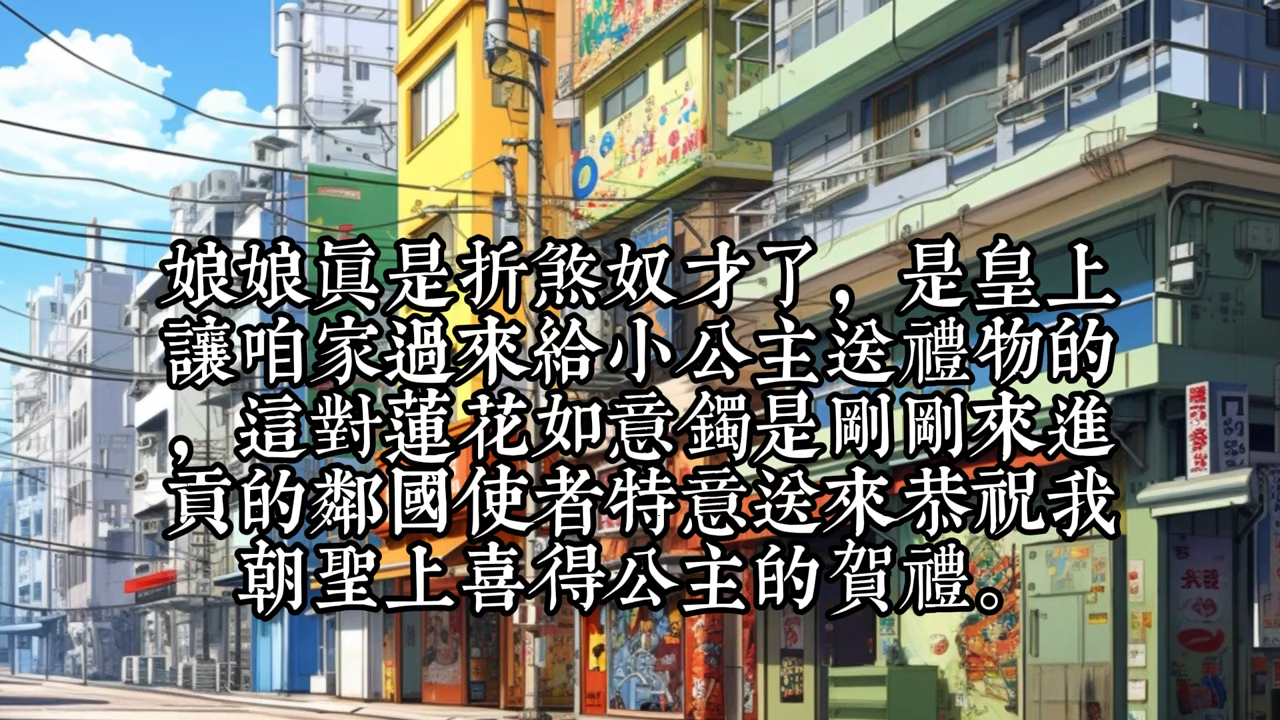 娘娘眞是折煞奴才了，是皇上
讓咱家過來給小公主送禮物的
，這對蓮花如意鐲是剛剛來進
貢的鄰國使者特意送來恭祝我
朝聖上喜得公主的賀禮。